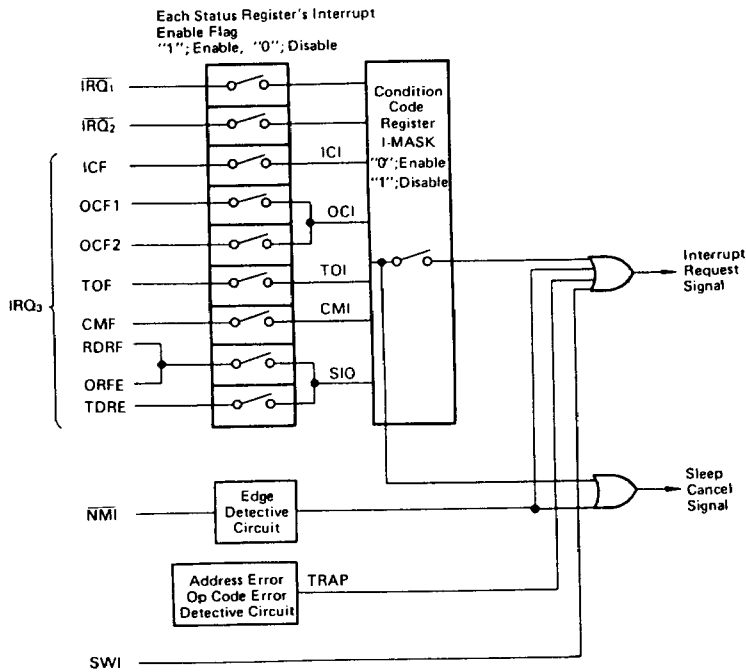 Each Status Register's Interrupt
Enable Flag
"1"; Enable, "0"; Disable
IRQ1
IRQ2
ICF
OCF1
OCF2
TOF
CMF
RDRF
ORFE
TDRE
IRQ3
ICI
OCI
TOI
CMI
SIO
Condition
Code
Register
I-MASK
"0";Enable
"1";Disable
Interrupt
Request
Signal
Sleep
Cancel
Signal
NMI
Edge
Detective
Circuit
Address Error
Op Code Error
Detective Circuit
TRAP
SWI